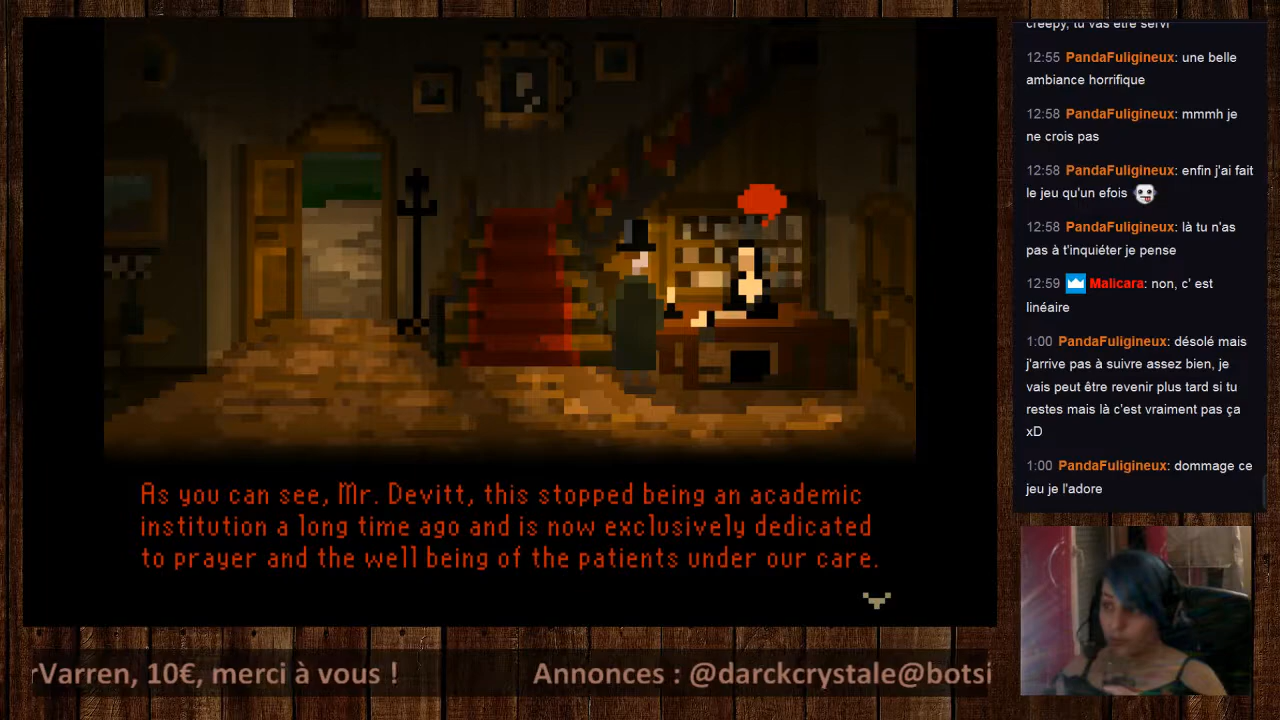 As you can see, Mr. Devitt, this stopped being an academic
institution a long time ago and is now exclusively dedicated
to prayer and the well being of the patients under our care.
creepy, tu vas être servi
12:55 PandaFuligineux: une belle
ambiance horrifique
12:58 PandaFuligineux: mmmh je
ne crois pas
12:58 PandaFuligineux: enfin j'ai fait
le jeu qu'un efois
12:58 PandaFuligineux: là tu n'as
pas à t'inquiéter je pense
12:59 Malicara: non, c' est
linéaire
1:00 PandaFuligineux: désolé mais
j'arrive pas à suivre assez bien, je
vais peut être revenir plus tard si tu
restes mais là c'est vraiment pas ça
xD
1:00 PandaFuligineux: dommage ce
jeu je l'adore
rVarren, 10€, merci à vous ! Annonces : @darckcrystale@botsi